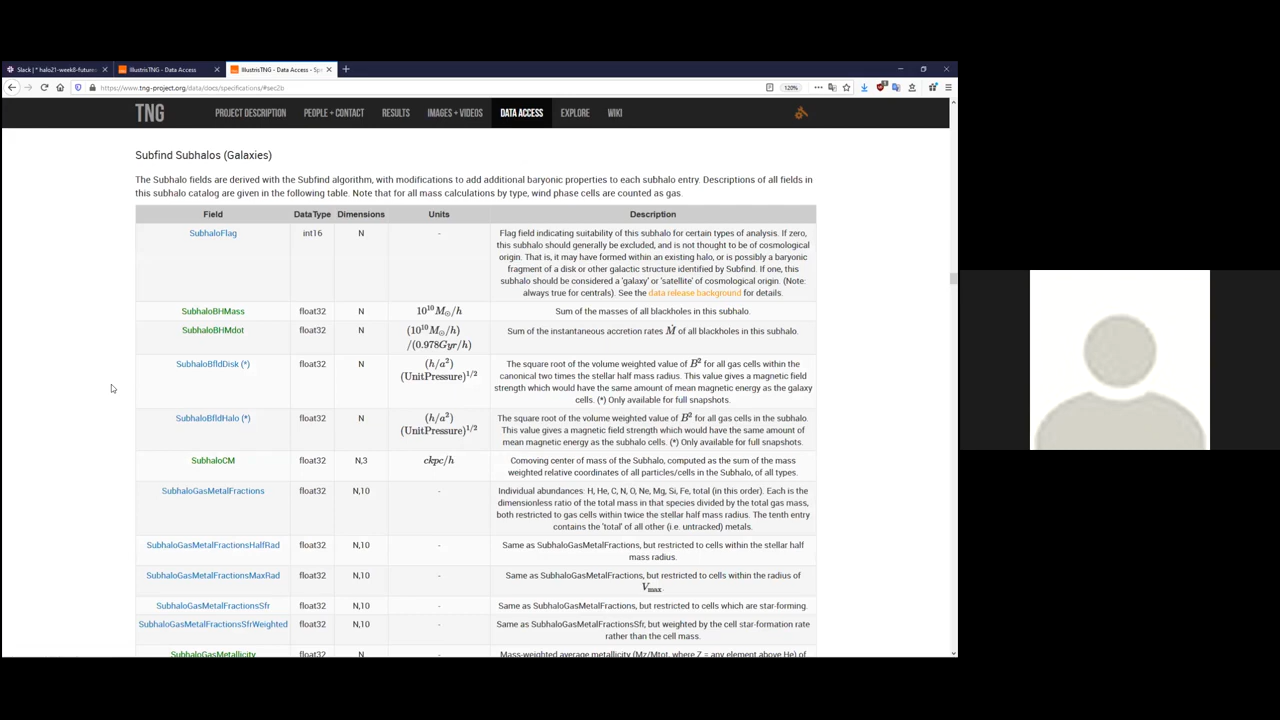 Slack | * halo21-week8-future
IllustrisTNG - Data Access
IllustrisTNG - Data Access - Spe
https://www.tng-project.org/data/docs/specifications/#sec2b
120%
TNG
PROJECT DESCRIPTION
PEOPLE + CONTACT
RESULTS
IMAGES + VIDEOS
DATA ACCESS
EXPLORE
WIKI
Subfind Subhalos (Galaxies)
The Subhalo fields are derived with the Subfind algorithm, with modifications to add additional baryonic properties to each subhalo entry. Descriptions of all fields in
this subhalo catalog are given in the following table. Note that for all mass calculations by type, wind phase cells are counted as gas.
Field DataType Dimensions Units Description
SubhaloFlag int16 N - Flag field indicating suitability of this subhalo for certain types of analysis. If zero,
this subhalo should generally be excluded, and is not thought to be of cosmological
origin. That is, it may have formed within an existing halo, or is possibly a baryonic
fragment of a disk or other galactic structure identified by Subfind. If one, this
subhalo should be considered a 'galaxy' or 'satellite' of cosmological origin. (Note:
always true for centrals). See the data release background for details.
SubhaloBHMass float32 N 10¹⁰M⊙/h Sum of the masses of all blackholes in this subhalo.
SubhaloBHMdot float32 N (10¹⁰M⊙/h) Sum of the instantaneous accretion rates Ṁ of all blackholes in this subhalo.
/(0.978Gyr/h)
SubhaloBfldDisk (*) float32 N (h/a²) The square root of the volume weighted value of B² for all gas cells within the
(UnitPressure)^1/2 canonical two times the stellar half mass radius. This value gives a magnetic field
strength which would have the same amount of mean magnetic energy as the galaxy
cells. (*) Only available for full snapshots.
SubhaloBfldHalo (*) float32 N (h/a²) The square root of the volume weighted value of B² for all gas cells in the subhalo.
(UnitPressure)^1/2 This value gives a magnetic field strength which would have the same amount of
mean magnetic energy as the subhalo cells. (*) Only available for full snapshots.
SubhaloCM float32 N,3 ckpc/h Comoving center of mass of the Subhalo, computed as the sum of the mass
weighted relative coordinates of all particles/cells in the Subhalo, of all types.
SubhaloGasMetalFractions float32 N,10 - Individual abundances: H, He, C, N, O, Ne, Mg, Si, Fe, total (in this order). Each is the
dimensionless ratio of the total mass in that species divided by the total gas mass,
both restricted to gas cells within twice the stellar half mass radius. The tenth entry
contains the 'total' of all other (i.e. untracked) metals.
SubhaloGasMetalFractionsHalfRad float32 N,10 - Same as SubhaloGasMetalFractions, but restricted to cells within the stellar half
mass radius.
SubhaloGasMetalFractionsMaxRad float32 N,10 - Same as SubhaloGasMetalFractions, but restricted to cells within the radius of
Vmax.
SubhaloGasMetalFractionsSfr float32 N,10 - Same as SubhaloGasMetalFractions, but restricted to cells which are star-forming.
SubhaloGasMetalFractionsSfrWeighted float32 N,10 - Same as SubhaloGasMetalFractionsSfr, but weighted by the cell star-formation rate
rather than the cell mass.
SubhaloGasMetallicity float32 N Mass-weighted average metallicity (Mz/Mtot, where Z = any element above He) of